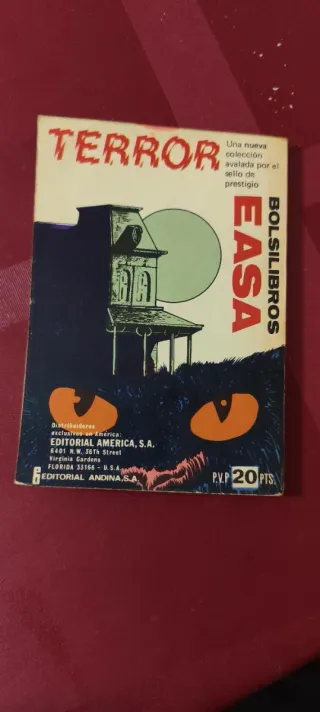 TERROR
Una nueva
colección
avalada por el
sello de
prestigio
BOLSILIBROS
EASA
Distribuidores
exclusivos en América:
EDITORIAL AMERICA, S.A.
6401 N.W. 36TH Street
Virginia Gardens
FLORIDA 33166 - U.S.A.
EDITORIAL ANDINA, S.A.
P.V.P 20 PTS.